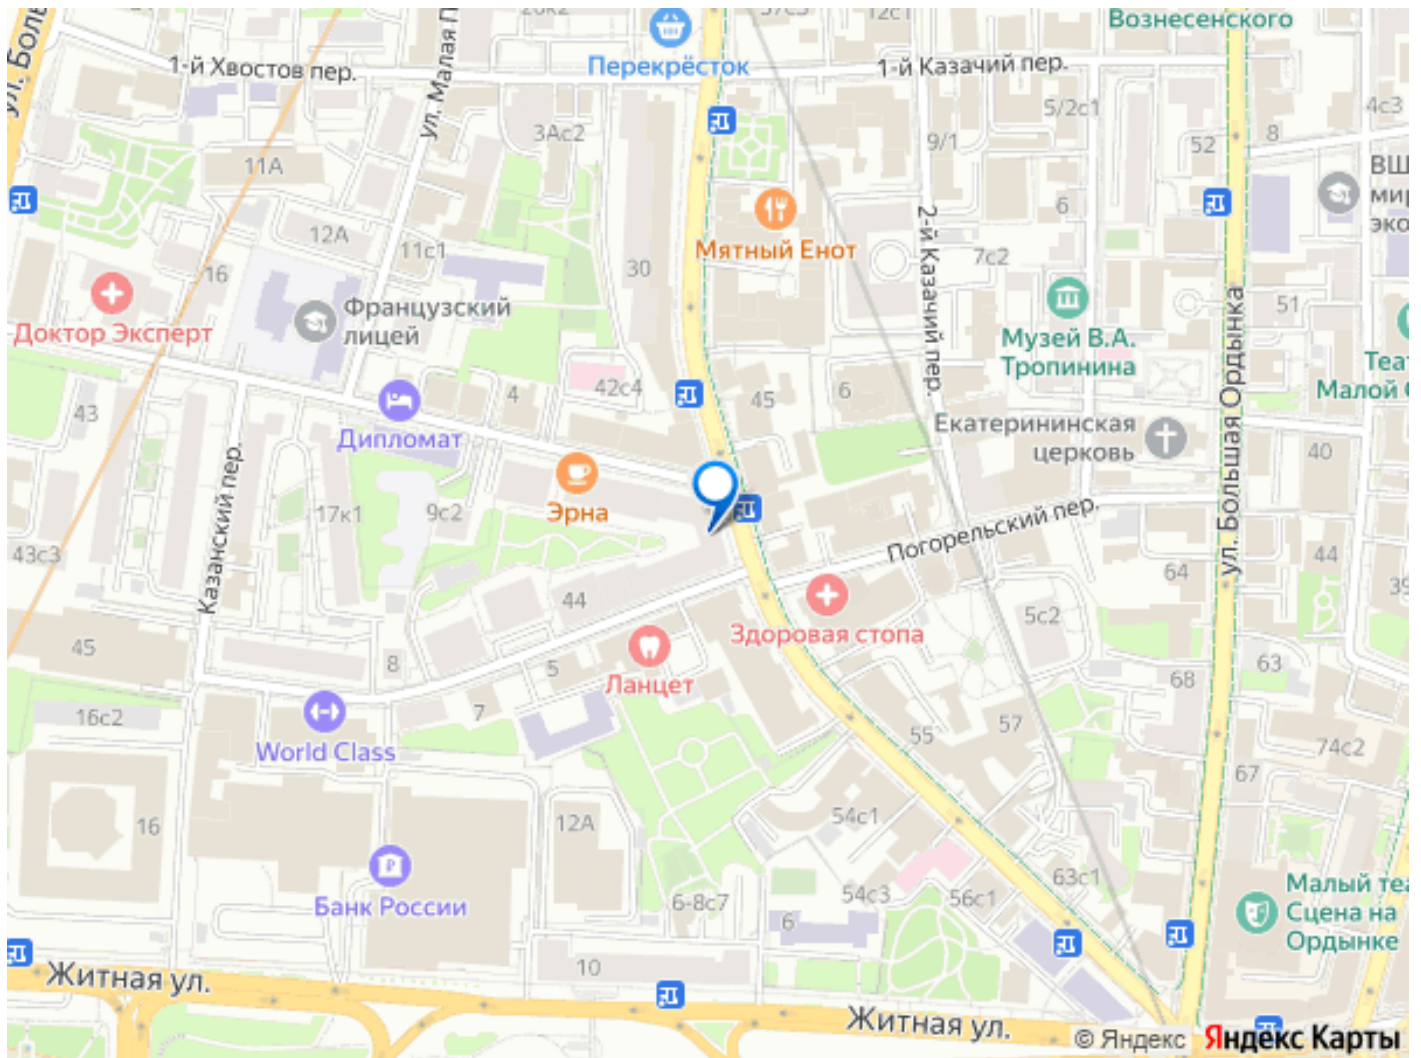 Вознесенского
1-й Хвостов пер.
Перекрёсток
1-й Казачий пер.
12с1
ул. Малая П
ул. Боль
3Ас2
9/1
5/2с1
52
8
4с3
11А
12А
11с1
16
30
Мятный Енот
2-й Казачий пер.
7с2
6
ВШ
мир
эко
Доктор Эксперт
Французский
лицей
Музей В.А.
Тропинина
51
ул. Большая Ордынка
Теат
Малой О
43
Дипломат
4
42с4
45
6
Екатерининская
церковь
40
Казанский пер.
17к1
9с2
Эрна
43с3
Погорельский пер.
44
64
39
44
Здоровая стопа
5с2
45
8
5
Ланцет
63
68
16с2
7
World Class
55
57
74с2
67
16
12А
54с1
Банк России
6-8с7
54с3
56с1
63с1
6
Малый теа
Сцена на
Ордынке
10
Житная ул.
Житная ул.
© Яндекс Яндекс Карты